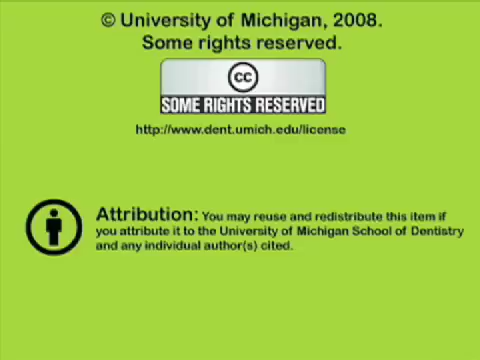 © University of Michigan, 2008.
Some rights reserved.
cc
SOME RIGHTS RESERVED
http://www.dent.umich.edu/license
Attribution: You may reuse and redistribute this item if
you attribute it to the University of Michigan School of Dentistry
and any individual author(s) cited.